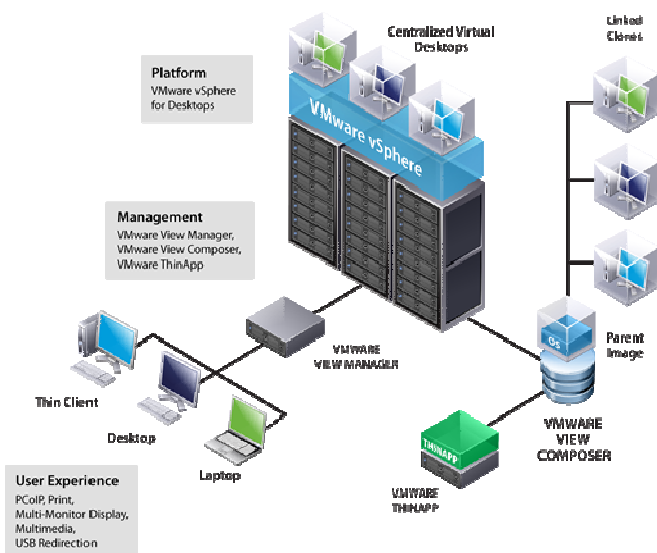 Centralized Virtual
Desktops
Linked
Clones
Platform
VMware vSphere
for Desktops
VMware vSphere
Management
VMware View Manager,
VMware View Composer,
VMware ThinApp
VMWARE
VIEW MANAGER
Os
Parent
Image
Thin Client
Desktop
Laptop
VMWARE
VIEW
COMPOSER
THINAPP
VMWARE
THINAPP
User Experience
PCoIP, Print,
Multi-Monitor Display,
Multimedia,
USB Redirection